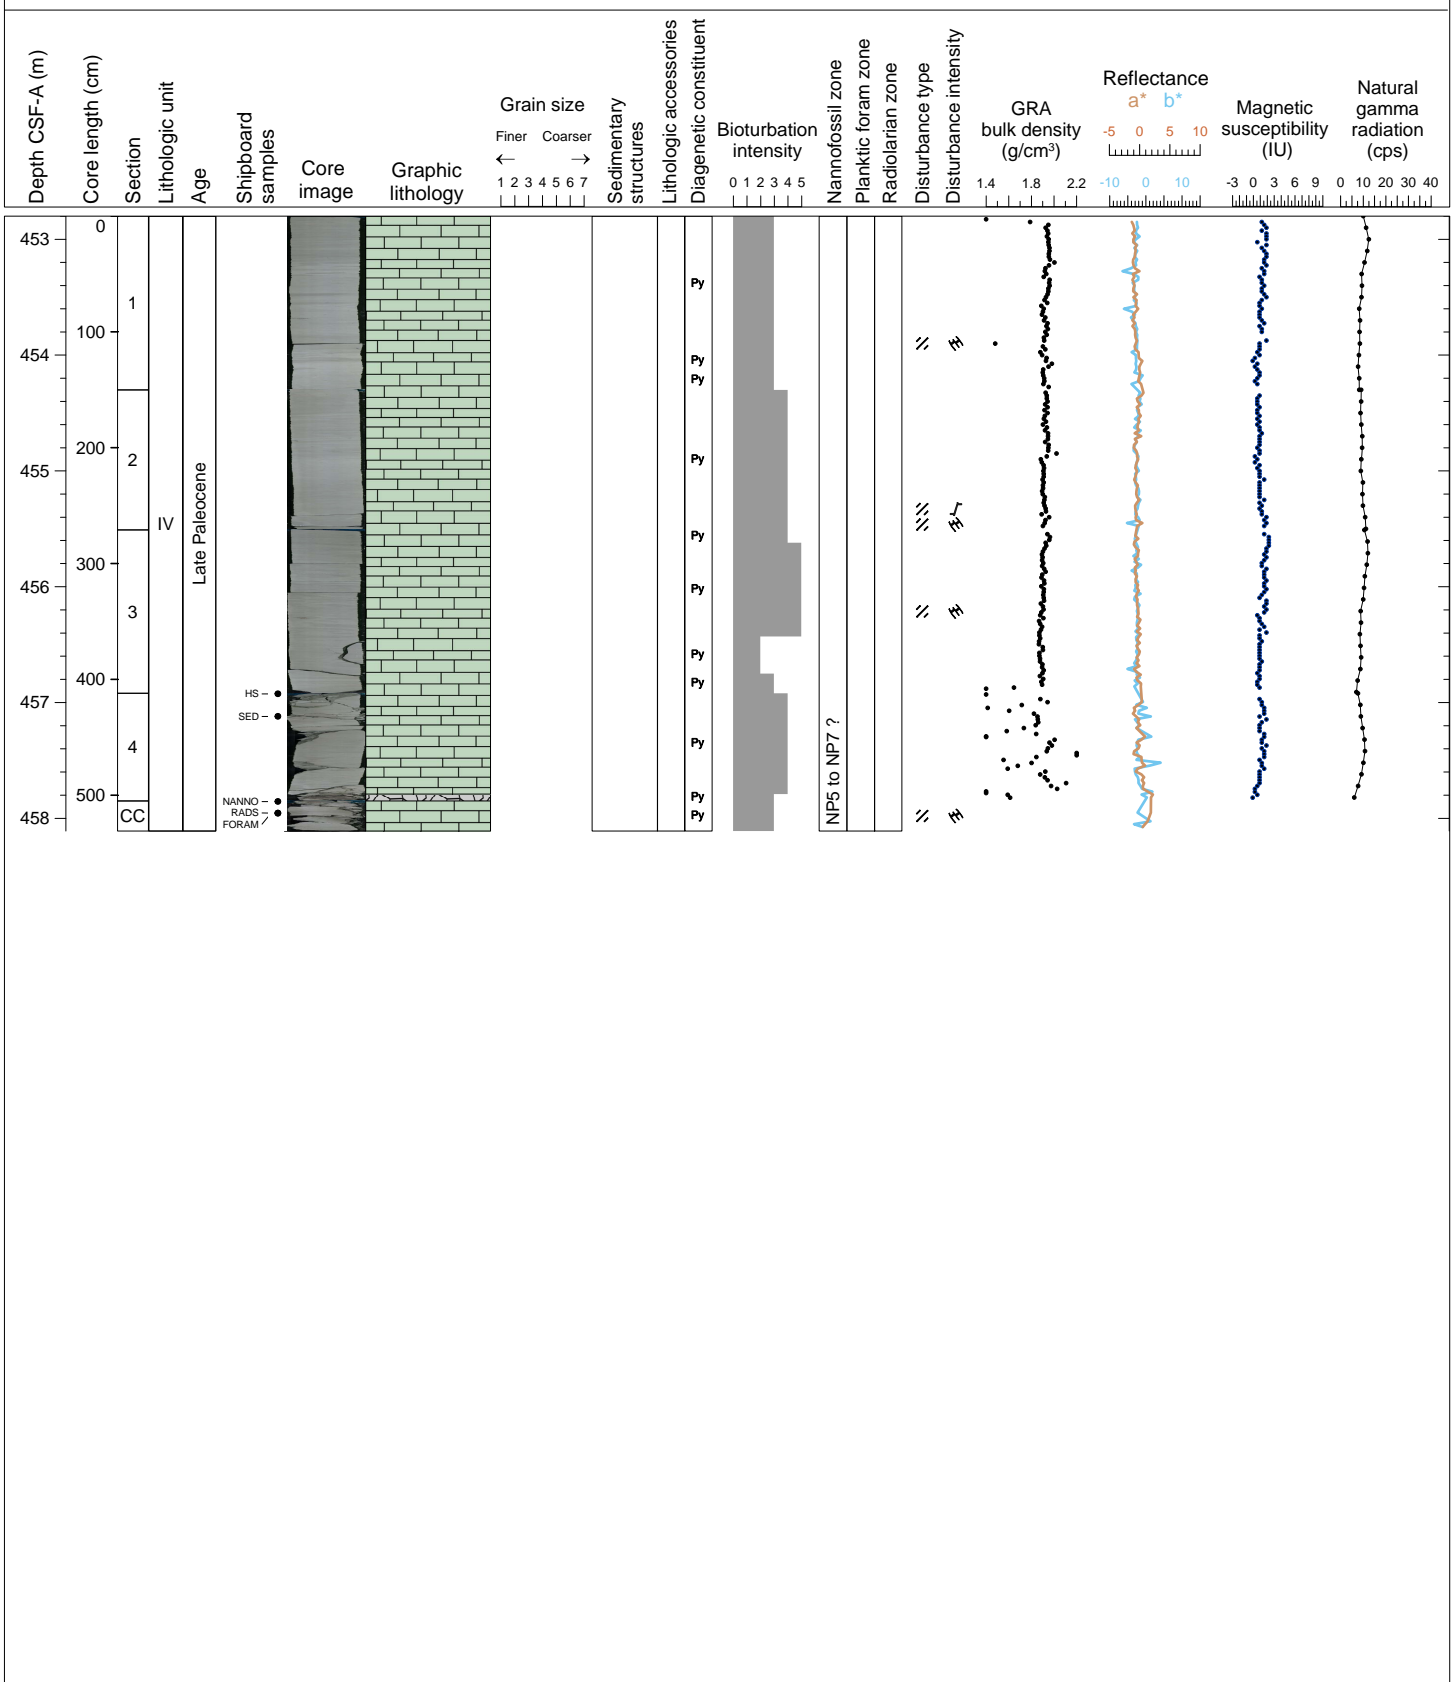 Depth CSF-A (m)
Core length (cm)
Section
Lithologic unit
Age
Shipboard
samples
Core
image
Graphic
lithology
Grain size
Finer Coarser
← →
1 2 3 4 5 6 7
Sedimentary
structures
Lithologic accessories
Diagenetic constituent
Bioturbation
intensity
0 1 2 3 4 5
Nannofossil zone
Planktic foram zone
Radiolarian zone
Disturbance type
Disturbance intensity
GRA
bulk density
(g/cm³)
1.4 1.8 2.2
Reflectance
a* b*
-5 0 5 10
-10 0 10
Magnetic
susceptibility
(IU)
-3 0 3 6 9
Natural
gamma
radiation
(cps)
0 10 20 30 40
453
454
455
456
457
458
0
100
200
300
400
500
1
2
3
4
CC
IV
Late Paleocene
HS
SED
NANNO
RADS
FORAM
Py
Py
Py
Py
Py
Py
Py
Py
Py
Py
Py
NP5 to NP7 ?